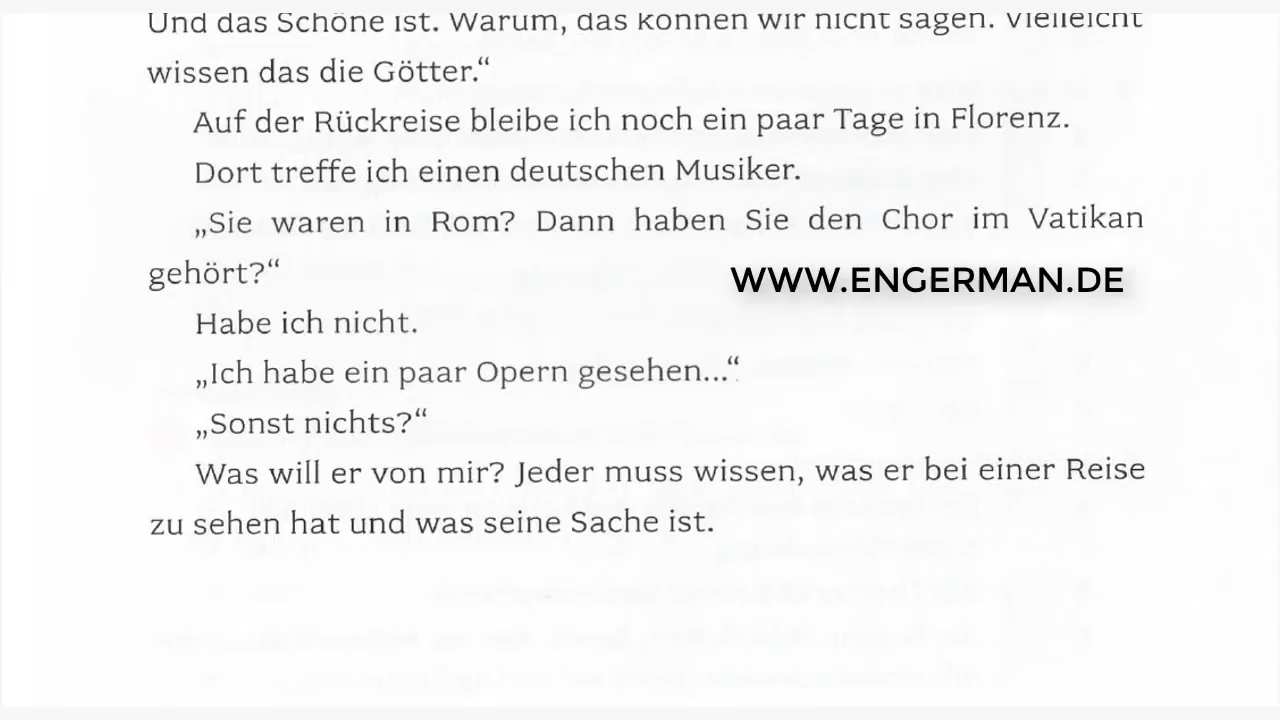 Und das Schöne ist. Warum, das können wir nicht sagen. Vielleicht
wissen das die Götter.“
Auf der Rückreise bleibe ich noch ein paar Tage in Florenz.
Dort treffe ich einen deutschen Musiker.
„Sie waren in Rom? Dann haben Sie den Chor im Vatikan
gehört?“
WWW.ENGERMAN.DE
Habe ich nicht.
„Ich habe ein paar Opern gesehen...“
„Sonst nichts?“
Was will er von mir? Jeder muss wissen, was er bei einer Reise
zu sehen hat und was seine Sache ist.